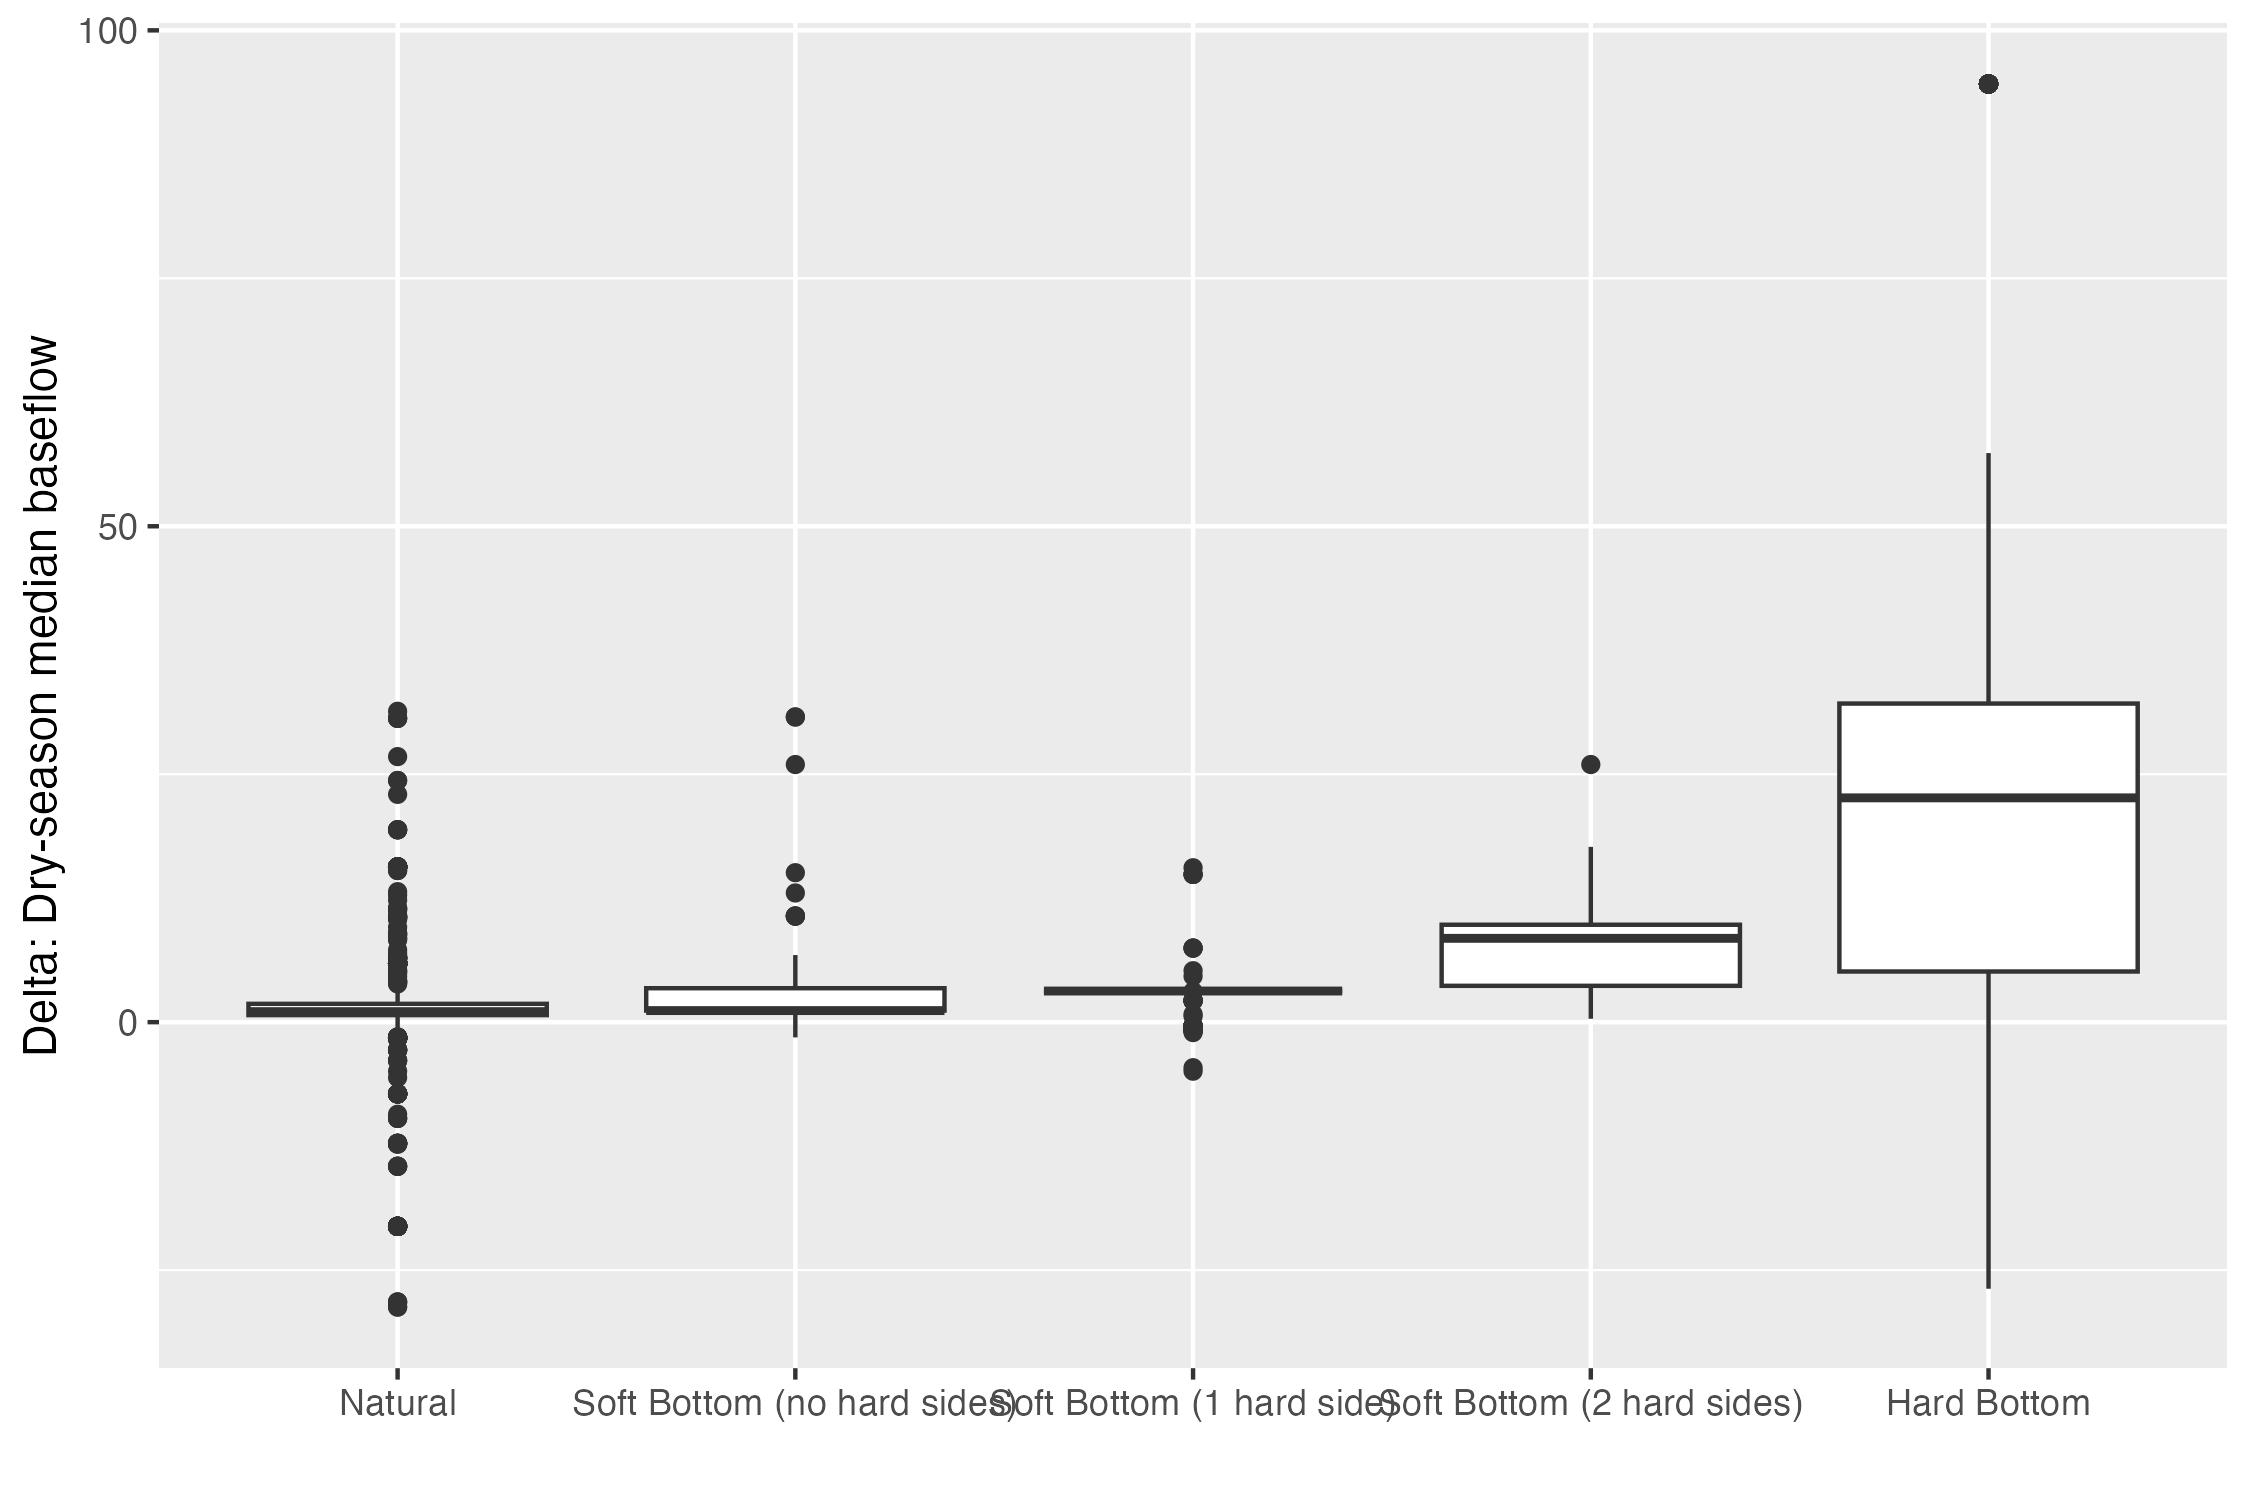 Delta: Dry-season median baseflow
100
50
0
Natural
Soft Bottom (no hard sides)
Soft Bottom (1 hard side)
Soft Bottom (2 hard sides)
Hard Bottom